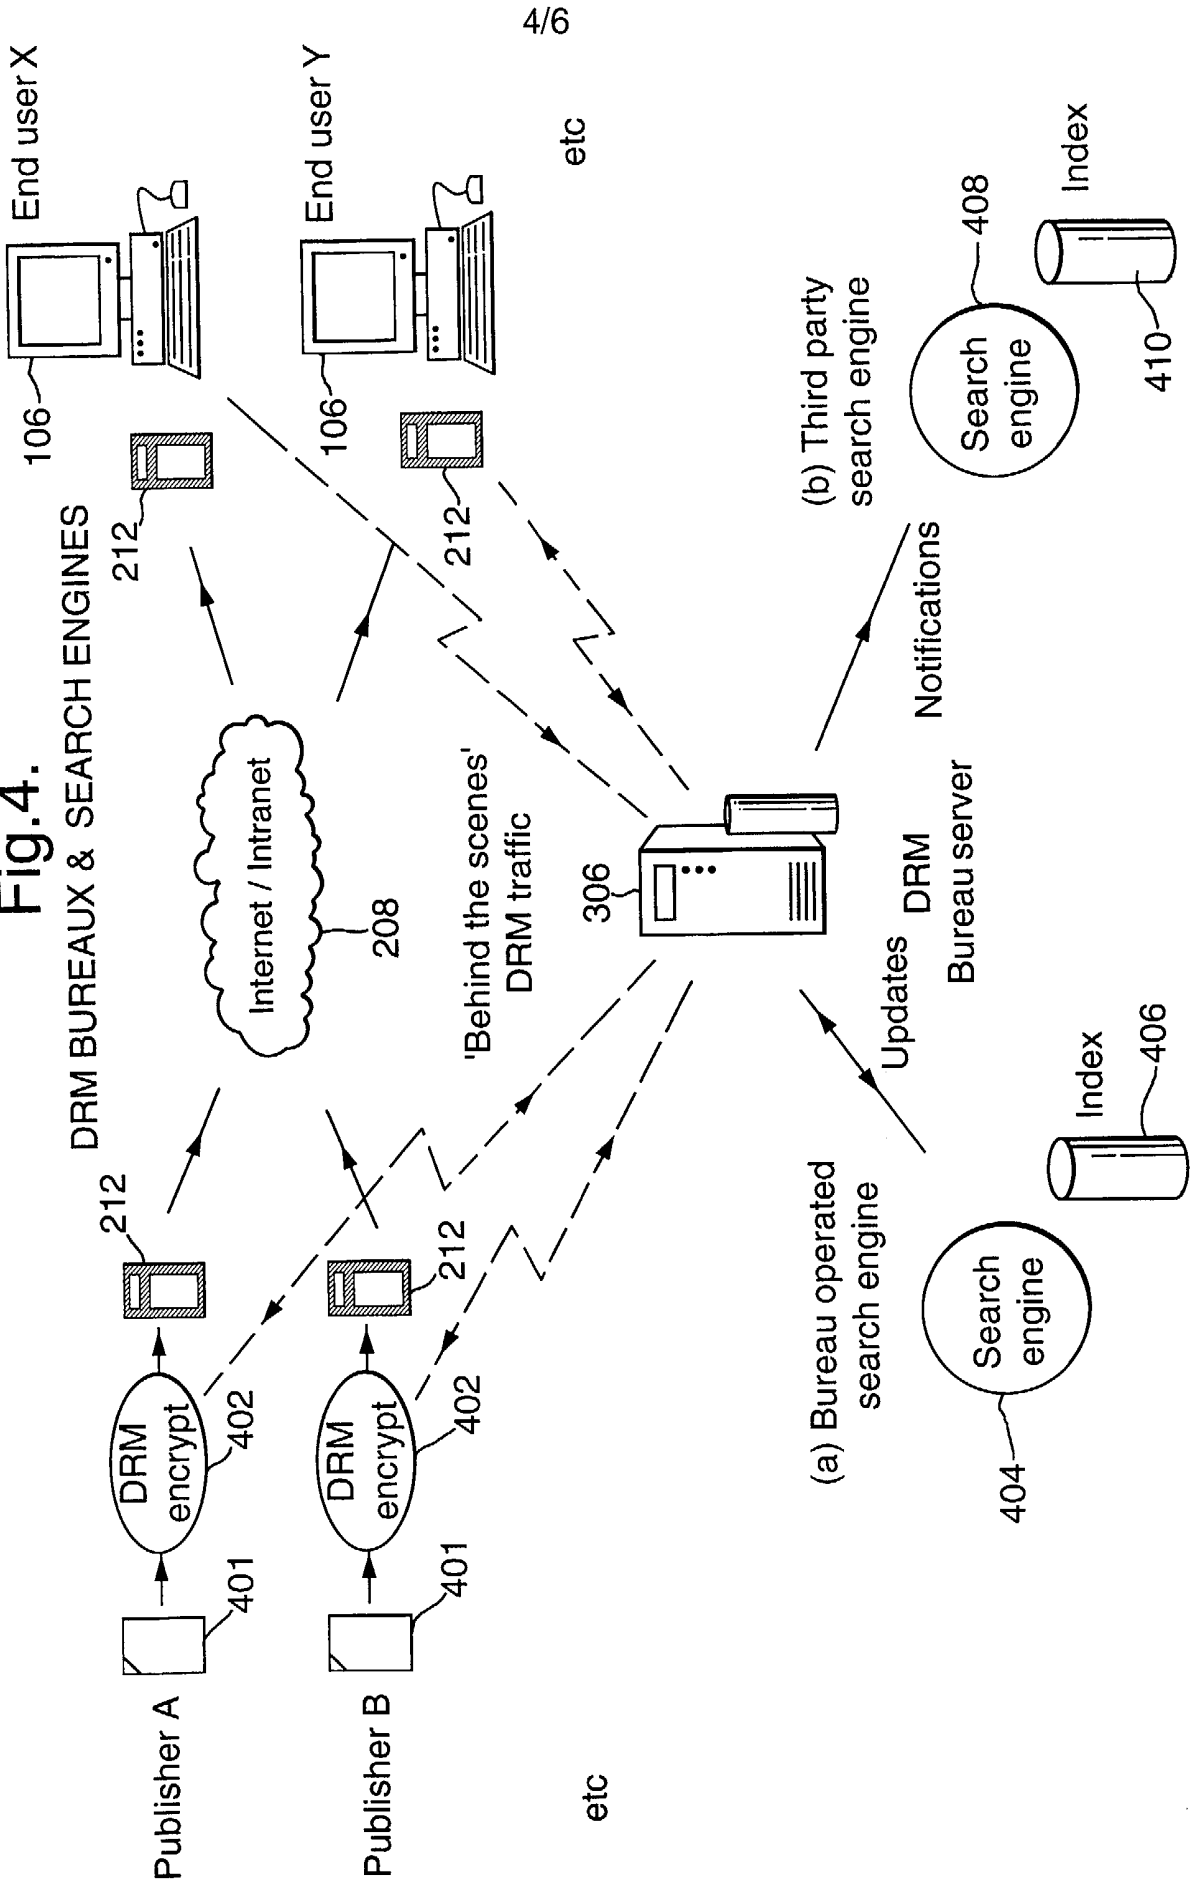 4/6
Fig.4.
DRM BUREAUX & SEARCH ENGINES
Publisher A
401
DRM
encrypt
402
212
Internet / Intranet
208
212
106
End user X
Publisher B
401
DRM
encrypt
402
212
212
106
End user Y
etc
etc
'Behind the scenes'
DRM traffic
306
DRM
Bureau server
Updates
Notifications
(a) Bureau operated
search engine
404
Search
engine
Index
406
(b) Third party
search engine
Search
engine
408
410
Index